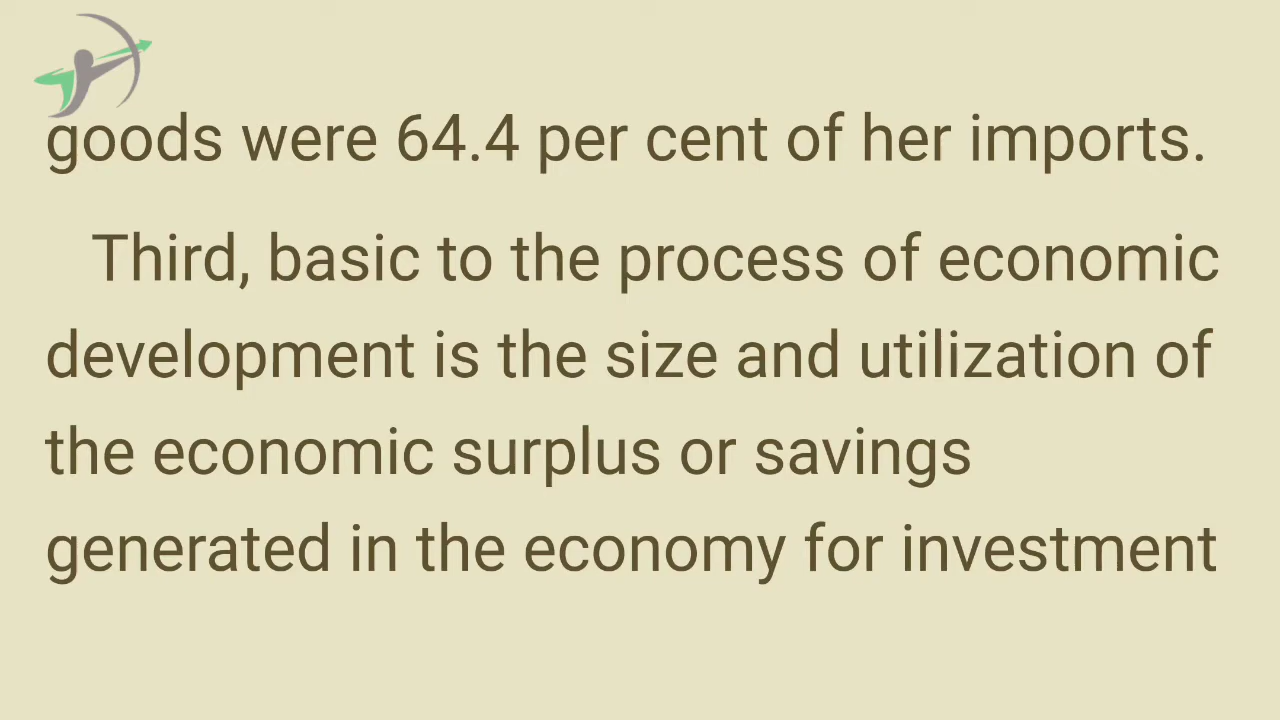 goods were 64.4 per cent of her imports.
Third, basic to the process of economic
development is the size and utilization of
the economic surplus or savings
generated in the economy for investment